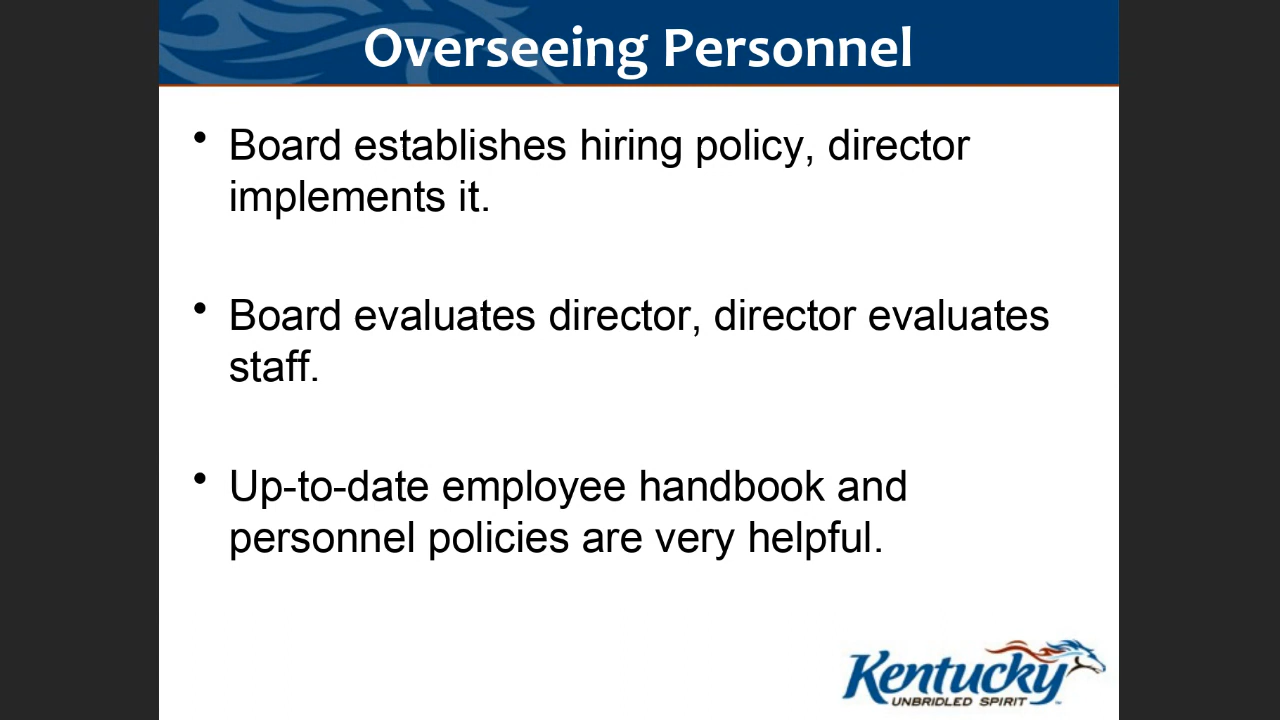 Overseeing Personnel
• Board establishes hiring policy, director
implements it.
• Board evaluates director, director evaluates
staff.
• Up-to-date employee handbook and
personnel policies are very helpful.
Kentucky
UNBRIDLED SPIRIT™